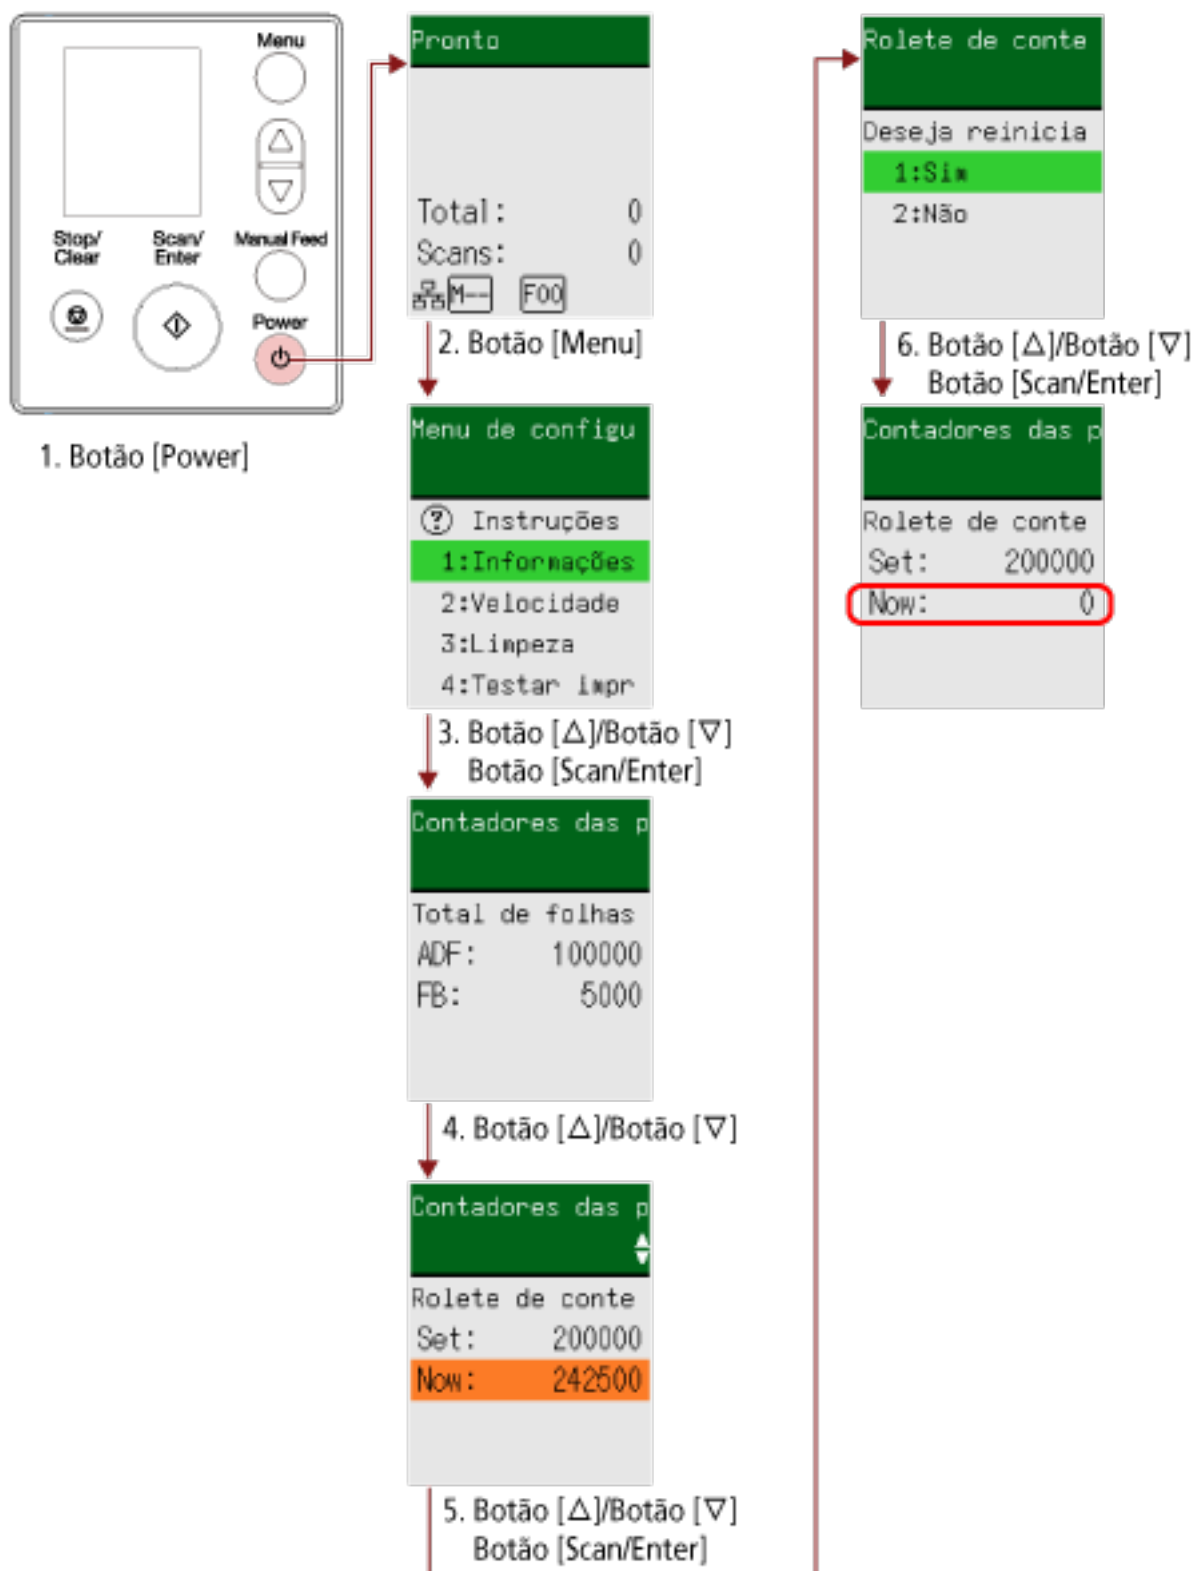 Menu
Stop/
Clear
Scan/
Enter
Manual Feed
Power
1. Botão [Power]
Pronto
Total: 0
Scans: 0
M-- F00
2. Botão [Menu]
Menu de configu
? Instruções
1:Informações
2:Velocidade
3:Limpeza
4:Testar impr
3. Botão [△]/Botão [▽]
Botão [Scan/Enter]
Contadores das p
Total de folhas
ADF: 100000
FB: 5000
4. Botão [△]/Botão [▽]
Contadores das p
Rolete de conte
Set: 200000
Now: 242500
5. Botão [△]/Botão [▽]
Botão [Scan/Enter]
Rolete de conte
Deseja reinicia
1:Sim
2:Não
6. Botão [△]/Botão [▽]
Botão [Scan/Enter]
Contadores das p
Rolete de conte
Set: 200000
Now: 0